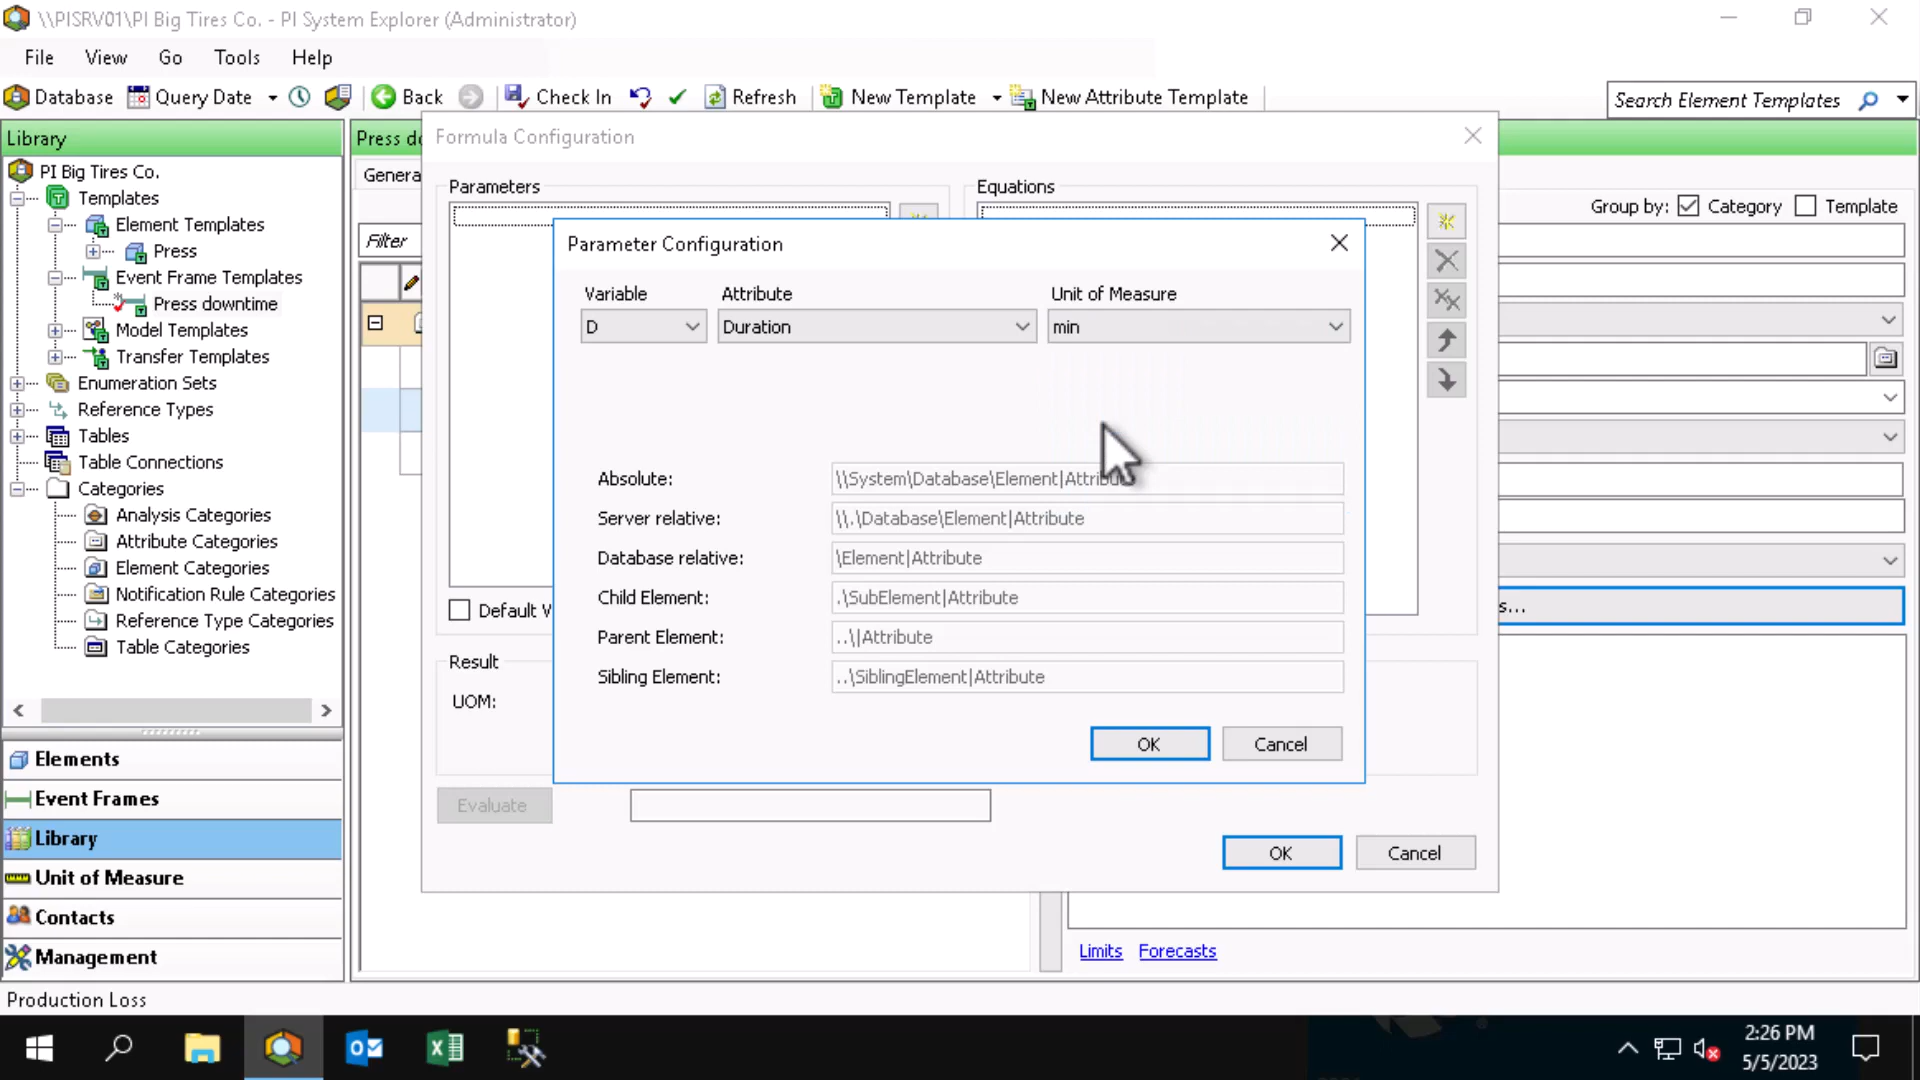 \\PISRV01\PI Big Tires Co. - PI System Explorer (Administrator)
File View Go Tools Help
Database Query Date Back Check In Refresh New Template New Attribute Template
Search Element Templates
Library
PI Big Tires Co.
Templates
Element Templates
Press
Event Frame Templates
Press downtime
Model Templates
Transfer Templates
Enumeration Sets
Reference Types
Tables
Table Connections
Categories
Analysis Categories
Attribute Categories
Element Categories
Notification Rule Categories
Reference Type Categories
Table Categories
Elements
Event Frames
Library
Unit of Measure
Contacts
Management
Press
Filter
Group by: Category Template
Formula Configuration
Parameters
Equations
Default
Result
UOM:
Evaluate
OK Cancel
Parameter Configuration
Variable Attribute Unit of Measure
D Duration min
Absolute: \\System\Database\Element|Attribute
Server relative: \\.\Database\Element|Attribute
Database relative: \Element|Attribute
Child Element: .\SubElement|Attribute
Parent Element: ..\|Attribute
Sibling Element: ..\SiblingElement|Attribute
OK Cancel
s...
Limits Forecasts
Production Loss
2:26 PM
5/5/2023